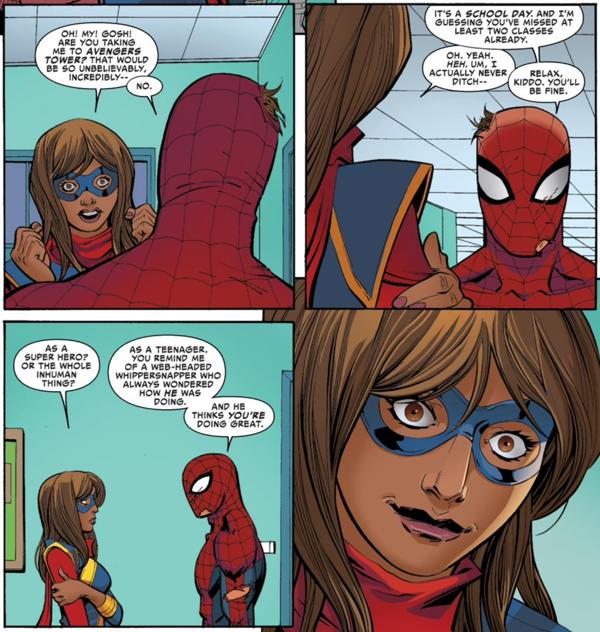 OH! MY! GOSH!
ARE YOU TAKING
ME TO AVENGERS
TOWER? THAT WOULD
BE SO UNBELIEVABLY,
INCREDIBLY--
NO.
IT'S A SCHOOL DAY. AND I'M
GUESSING YOU'VE MISSED AT
LEAST TWO CLASSES
ALREADY.
OH. YEAH.
HEH. UM, I
ACTUALLY NEVER
DITCH--
RELAX,
KIDDO. YOU'LL
BE FINE.
AS A
SUPER HERO?
OR THE WHOLE
INHUMAN
THING?
AS A TEENAGER.
YOU REMIND ME
OF A WEB-HEADED
WHIPPERSNAPPER WHO
ALWAYS WONDERED
HOW HE WAS
DOING.
AND HE
THINKS YOU'RE
DOING GREAT.